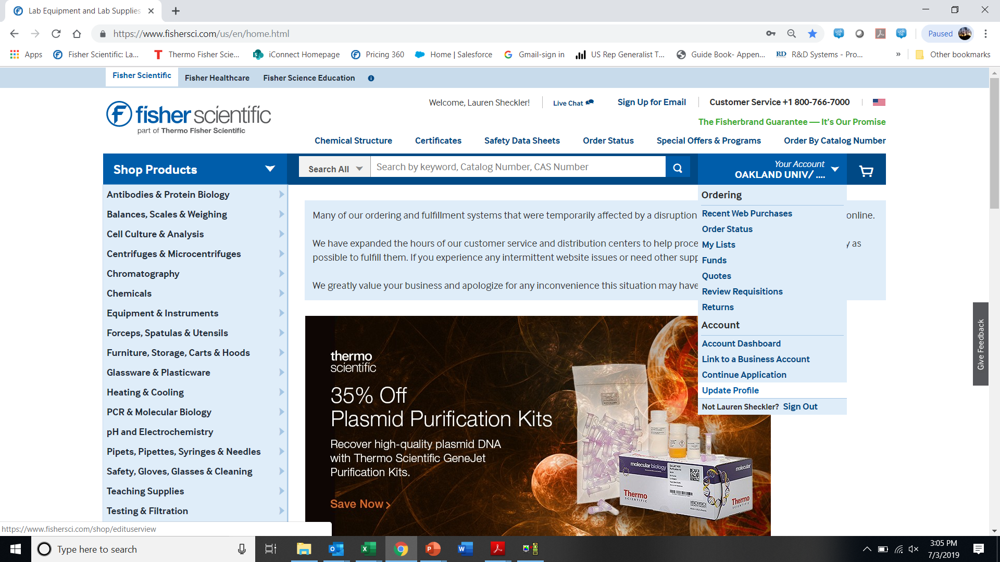 Lab Equipment and Lab Supplies
https://www.fishersci.com/us/en/home.html
Paused
Apps
Fisher Scientific: La...
Thermo Fisher Scie...
iConnect Homepage
Pricing 360
Home | Salesforce
Gmail-sign in
US Rep Generalist T...
Guide Book- Appen...
RD R&D Systems - Pro...
»
Other bookmarks
Fisher Scientific
Fisher Healthcare
Fisher Science Education
Welcome, Lauren Sheckler!
Live Chat
Sign Up for Email
Customer Service +1 800-766-7000
fisher scientific
part of Thermo Fisher Scientific
The Fisherbrand Guarantee — It's Our Promise
Chemical Structure
Certificates
Safety Data Sheets
Order Status
Special Offers & Programs
Order By Catalog Number
Shop Products
Search All
Search by keyword, Catalog Number, CAS Number
Your Account
OAKLAND UNIV/ ....
Antibodies & Protein Biology
Balances, Scales & Weighing
Cell Culture & Analysis
Centrifuges & Microcentrifuges
Chromatography
Chemicals
Equipment & Instruments
Forceps, Spatulas & Utensils
Furniture, Storage, Carts & Hoods
Glassware & Plasticware
Heating & Cooling
PCR & Molecular Biology
pH and Electrochemistry
Pipets, Pipettes, Syringes & Needles
Safety, Gloves, Glasses & Cleaning
Teaching Supplies
Testing & Filtration
Many of our ordering and fulfillment systems that were temporarily affected by a disruption online.
We have expanded the hours of our customer service and distribution centers to help proce y as
possible to fulfill them. If you experience any intermittent website issues or need other supp
We greatly value your business and apologize for any inconvenience this situation may have
Ordering
Recent Web Purchases
Order Status
My Lists
Funds
Quotes
Review Requisitions
Returns
Account
Account Dashboard
Link to a Business Account
Continue Application
Update Profile
Not Lauren Sheckler? Sign Out
thermo
scientific
35% Off
Plasmid Purification Kits
Recover high-quality plasmid DNA
with Thermo Scientific GeneJet
Purification Kits.
Save Now
molecular biology
Thermo
SCIENTIFIC
molecular
Thermo
SCIENTIFIC
Give Feedback
https://www.fishersci.com/shop/edituserview
Type here to search
3:05 PM
7/3/2019